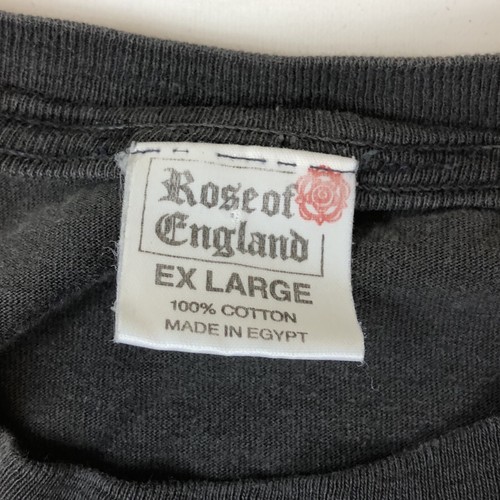 Rose of
England
EX LARGE
100% COTTON
MADE IN EGYPT